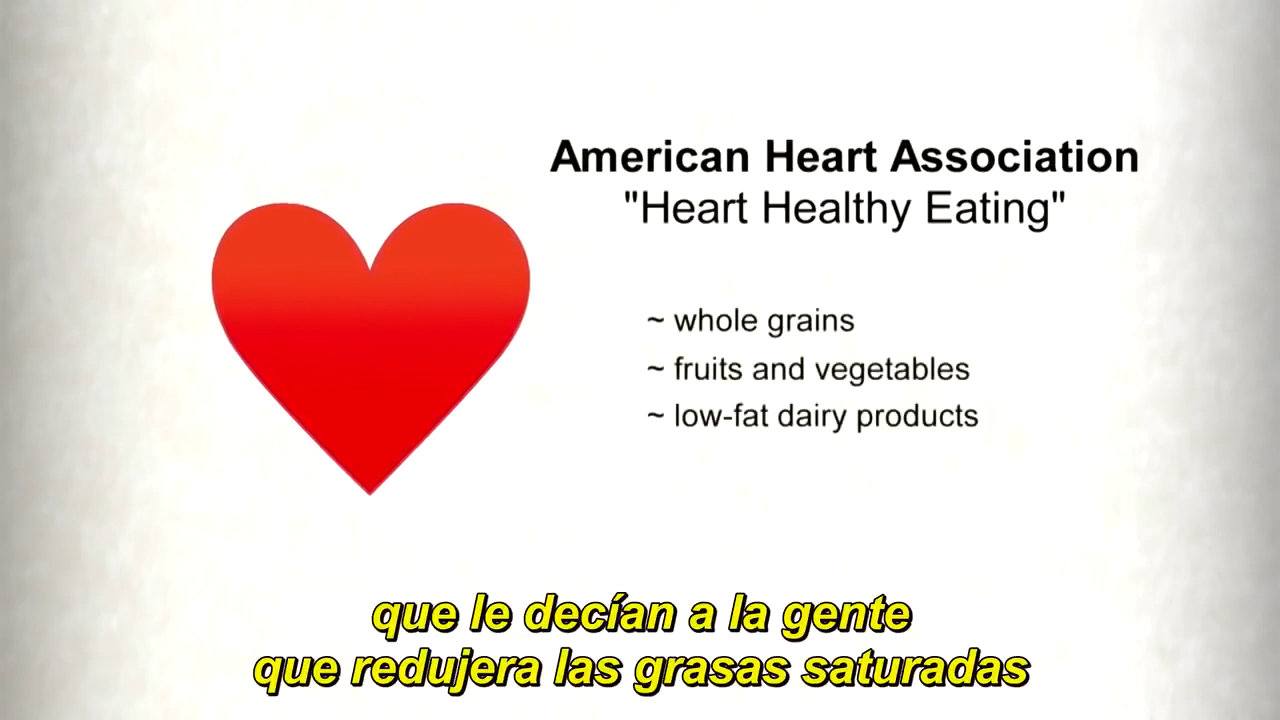 American Heart Association
"Heart Healthy Eating"
~ whole grains
~ fruits and vegetables
~ low-fat dairy products
que le decían a la gente
que redujera las grasas saturadas